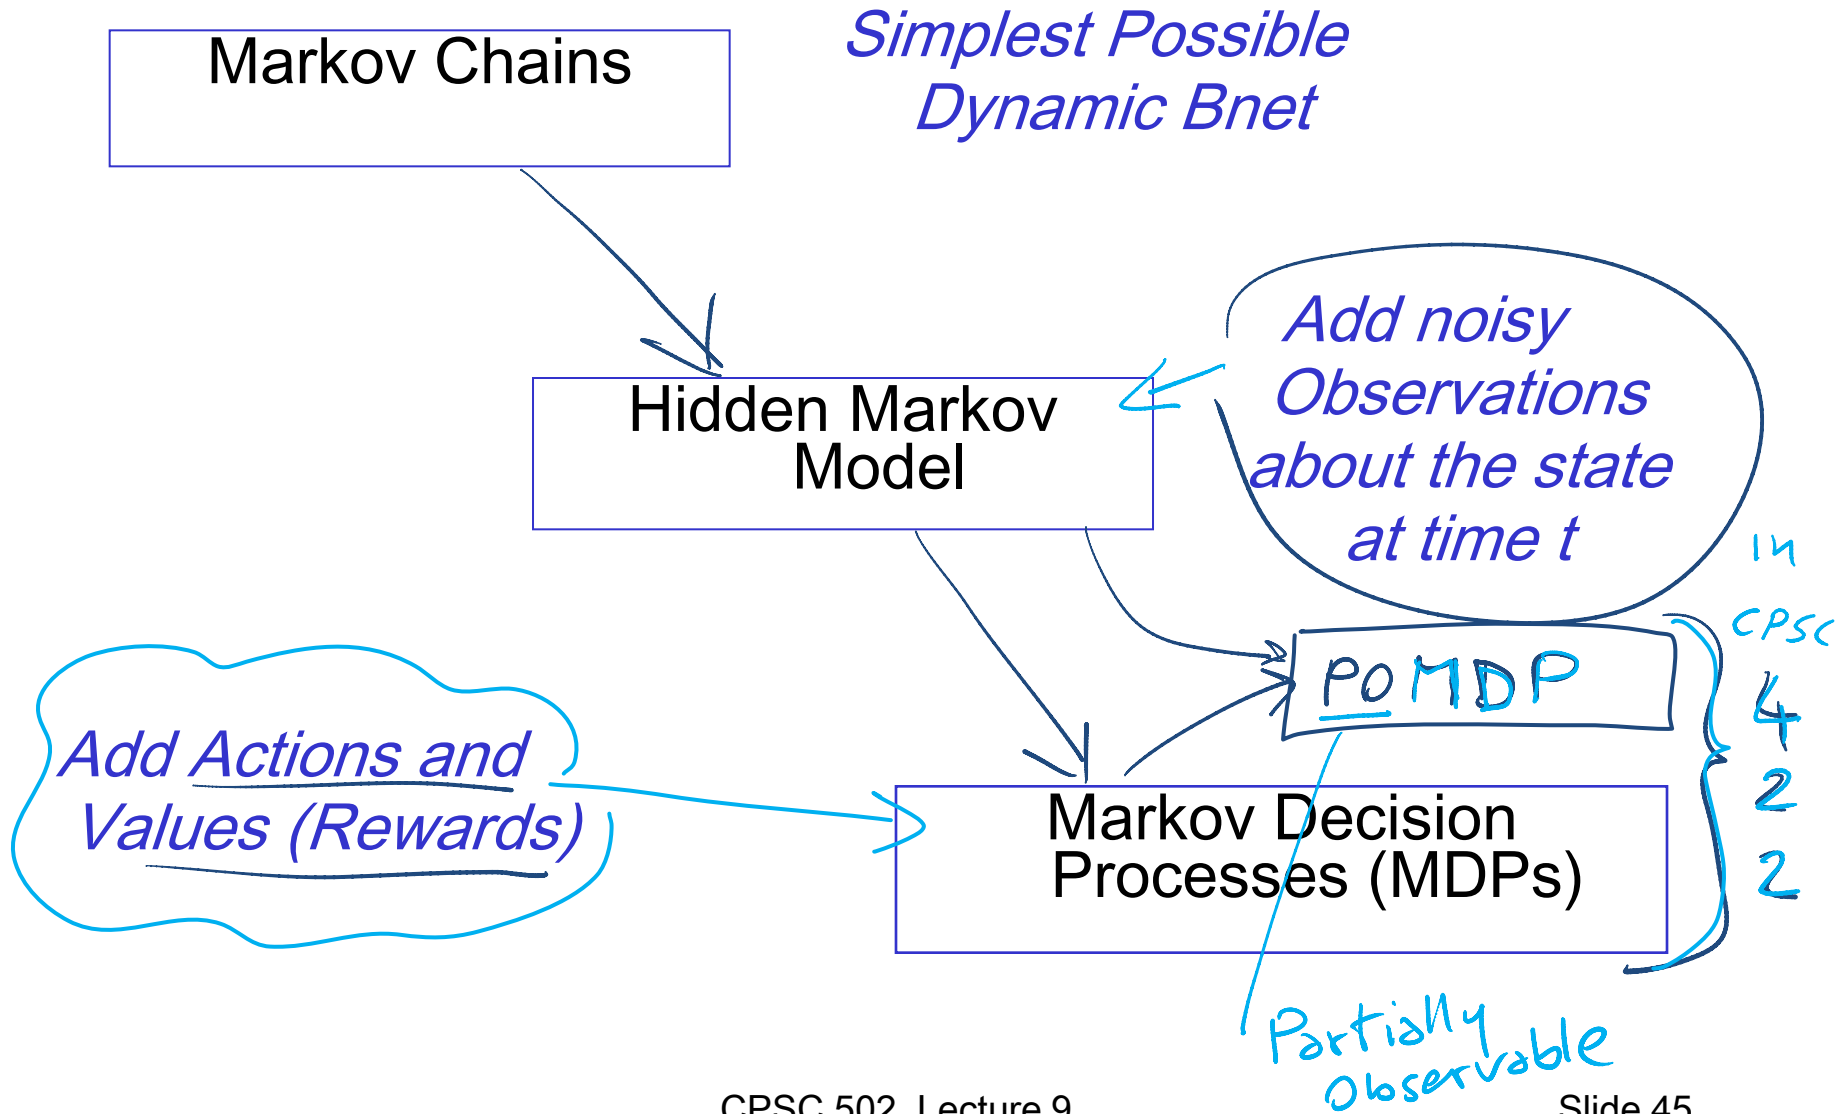 Markov Chains
Simplest Possible
Dynamic Bnet
Hidden Markov
Model
Add noisy
Observations
about the state
at time t
in
CPSC
4
2
2
POMDP
Add Actions and
Values (Rewards)
Markov Decision
Processes (MDPs)
Partially
Observable
CPSC 502, Lecture 9
Slide 45